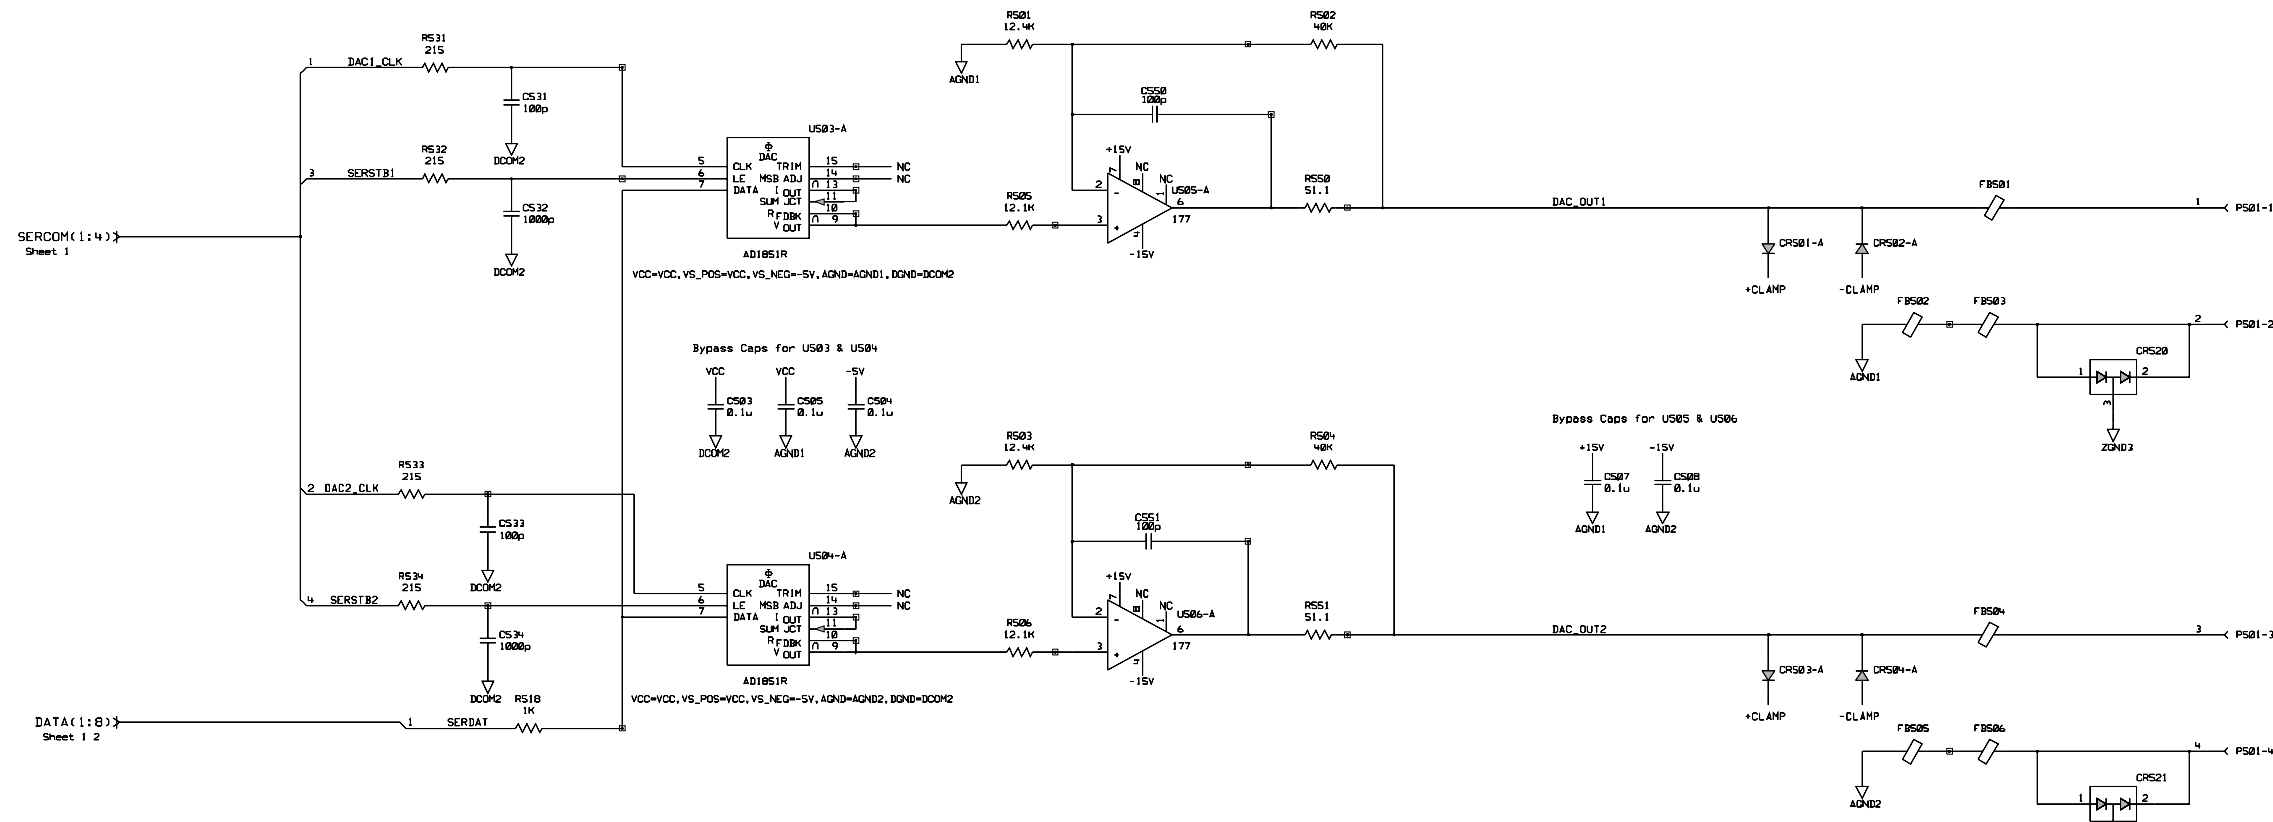 R501
12.4K
R502
40K
R531
215
1 DAC1_CLK
AGND1
C531
100p
C550
100p
DCOM2
U503-A
R532
215
3 SERSTB1
Φ
DAC
5 CLK
6 LE
7 DATA
TRIM 15 NC
MSB ADJ 14 NC
I OUT 13
SUM JCT 11
R FDBK 10
V OUT 9
AD1851R
VCC=VCC,VS_POS=VCC,VS_NEG=-5V,AGND=AGND1,DGND=DCOM2
C532
1000p
DCOM2
SERCOM(1:4)
Sheet 1
R505
12.1K
+15V
7
NC
8
NC
1
U505-A
2 -
3 +
6
177
4
-15V
R550
51.1
DAC_OUT1
FB501
1 P501-1
CR501-A
CR502-A
+CLAMP
-CLAMP
FB502
FB503
2 P501-2
AGND1
CR520
1
2
3
ZGND3
Bypass Caps for U503 & U504
VCC
VCC
-5V
C503
0.1u
C505
0.1u
C504
0.1u
DCOM2
AGND1
AGND2
Bypass Caps for U505 & U506
+15V
-15V
C507
0.1u
C508
0.1u
AGND1
AGND2
R503
12.4K
R504
40K
AGND2
R533
215
2 DAC2_CLK
C533
100p
DCOM2
C551
100p
U504-A
R534
215
4 SERSTB2
Φ
DAC
5 CLK
6 LE
7 DATA
TRIM 15 NC
MSB ADJ 14 NC
I OUT 13
SUM JCT 11
R FDBK 10
V OUT 9
AD1851R
VCC=VCC,VS_POS=VCC,VS_NEG=-5V,AGND=AGND2,DGND=DCOM2
C534
1000p
DCOM2
R506
12.1K
+15V
7
NC
8
NC
1
U506-A
2 -
3 +
6
177
4
-15V
R551
51.1
DAC_OUT2
FB504
3 P501-3
CR503-A
CR504-A
+CLAMP
-CLAMP
R518
1K
DATA(1:8)
Sheet 1 2
1 SERDAT
FB505
FB506
4 P501-4
AGND2
CR521
1
2